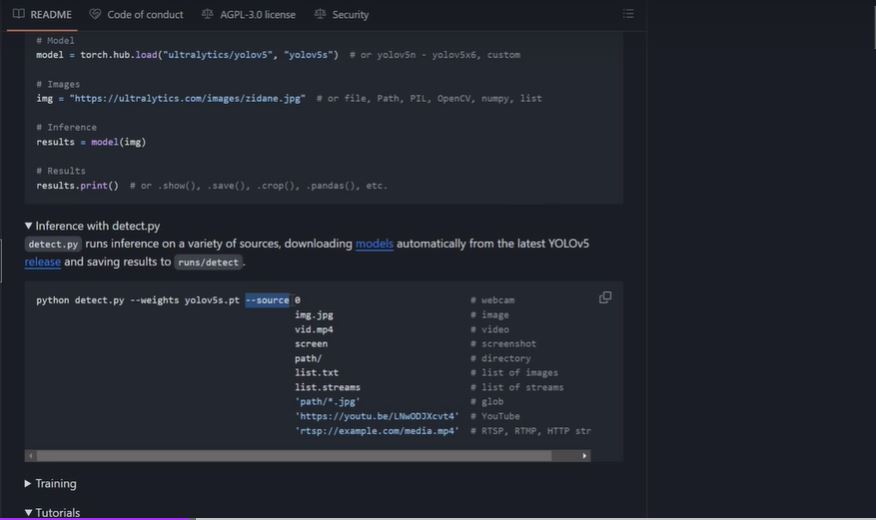 README Code of conduct AGPL-3.0 license Security
# Model
model = torch.hub.load("ultralytics/yolov5", "yolov5s")  # or yolov5n - yolov5x6, custom
# Images
img = "https://ultralytics.com/images/zidane.jpg"  # or file, Path, PIL, OpenCV, numpy, list
# Inference
results = model(img)
# Results
results.print()  # or .show(), .save(), .crop(), .pandas(), etc.
▼ Inference with detect.py
detect.py runs inference on a variety of sources, downloading models automatically from the latest YOLOv5
release and saving results to runs/detect.
python detect.py --weights yolov5s.pt --source 0 # webcam
img.jpg # image
vid.mp4 # video
screen # screenshot
path/ # directory
list.txt # list of images
list.streams # list of streams
'path/*.jpg' # glob
'https://youtu.be/LNwODJXcvt4' # YouTube
'rtsp://example.com/media.mp4' # RTSP, RTMP, HTTP str
▶ Training
▼ Tutorials